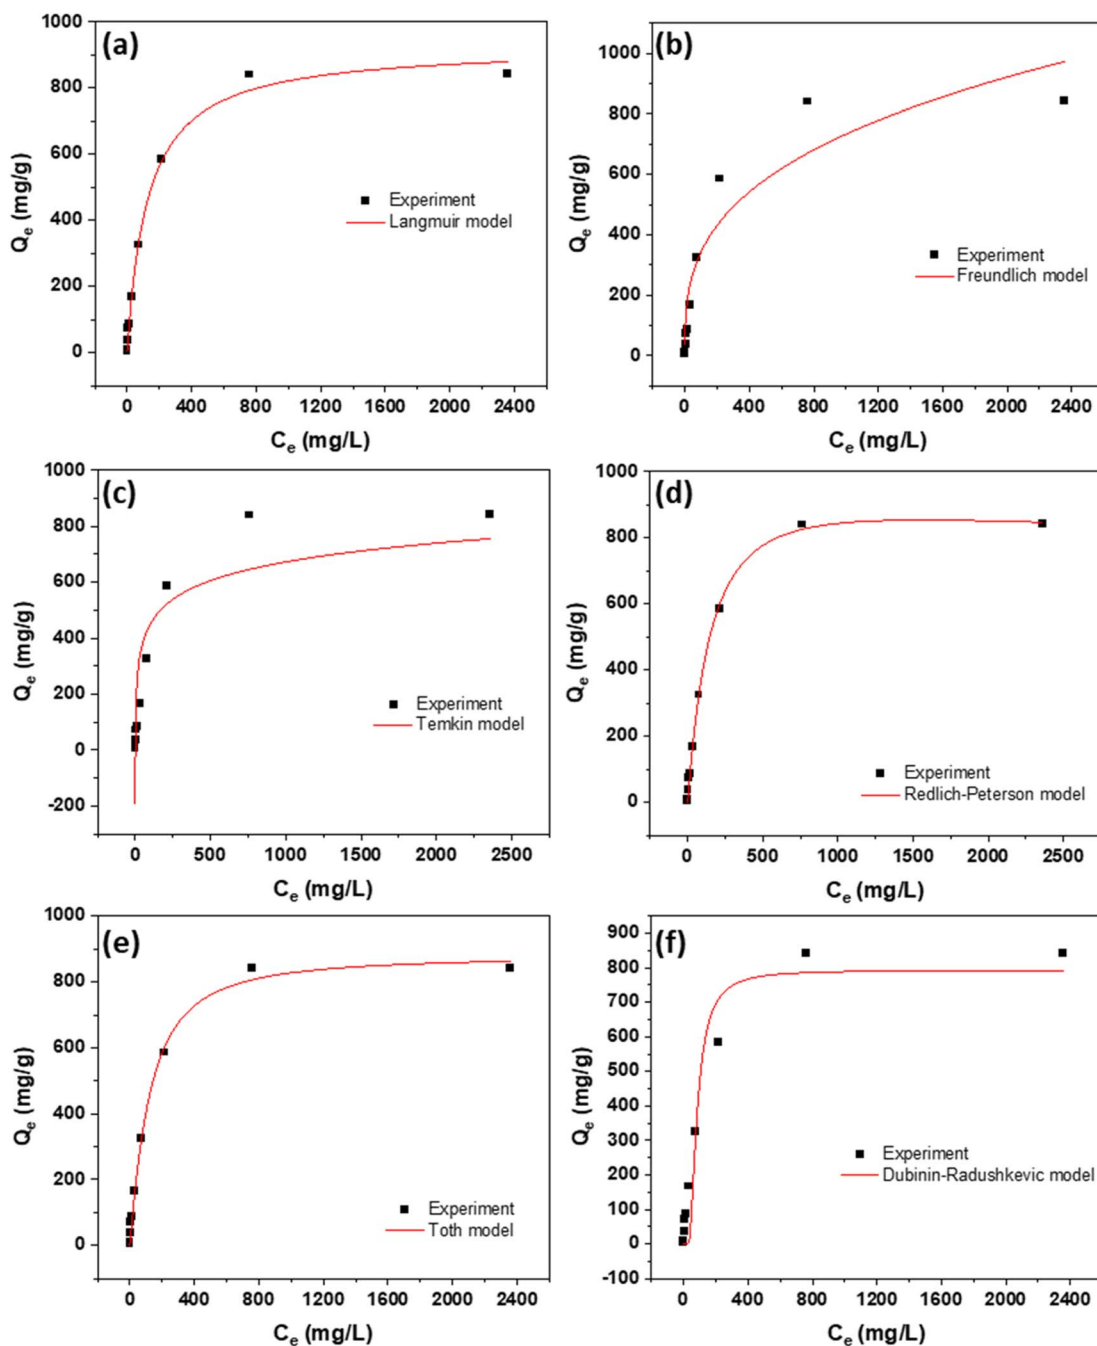 (a)
1000
800
600
400
200
0
Qe (mg/g)
Experiment
Langmuir model
0 400 800 1200 1600 2000 2400
Ce (mg/L)
(b)
1000
800
600
400
200
0
Qe (mg/g)
Experiment
Freundlich model
0 400 800 1200 1600 2000 2400
Ce (mg/L)
(c)
1000
800
600
400
200
0
-200
Qe (mg/g)
Experiment
Temkin model
0 500 1000 1500 2000 2500
Ce (mg/L)
(d)
1000
800
600
400
200
0
Qe (mg/g)
Experiment
Redlich-Peterson model
0 500 1000 1500 2000 2500
Ce (mg/L)
(e)
1000
800
600
400
200
0
Qe (mg/g)
Experiment
Toth model
0 400 800 1200 1600 2000 2400
Ce (mg/L)
(f)
900
800
700
600
500
400
300
200
100
0
-100
Qe (mg/g)
Experiment
Dubinin-Radushkevic model
0 400 800 1200 1600 2000 2400
Ce (mg/L)